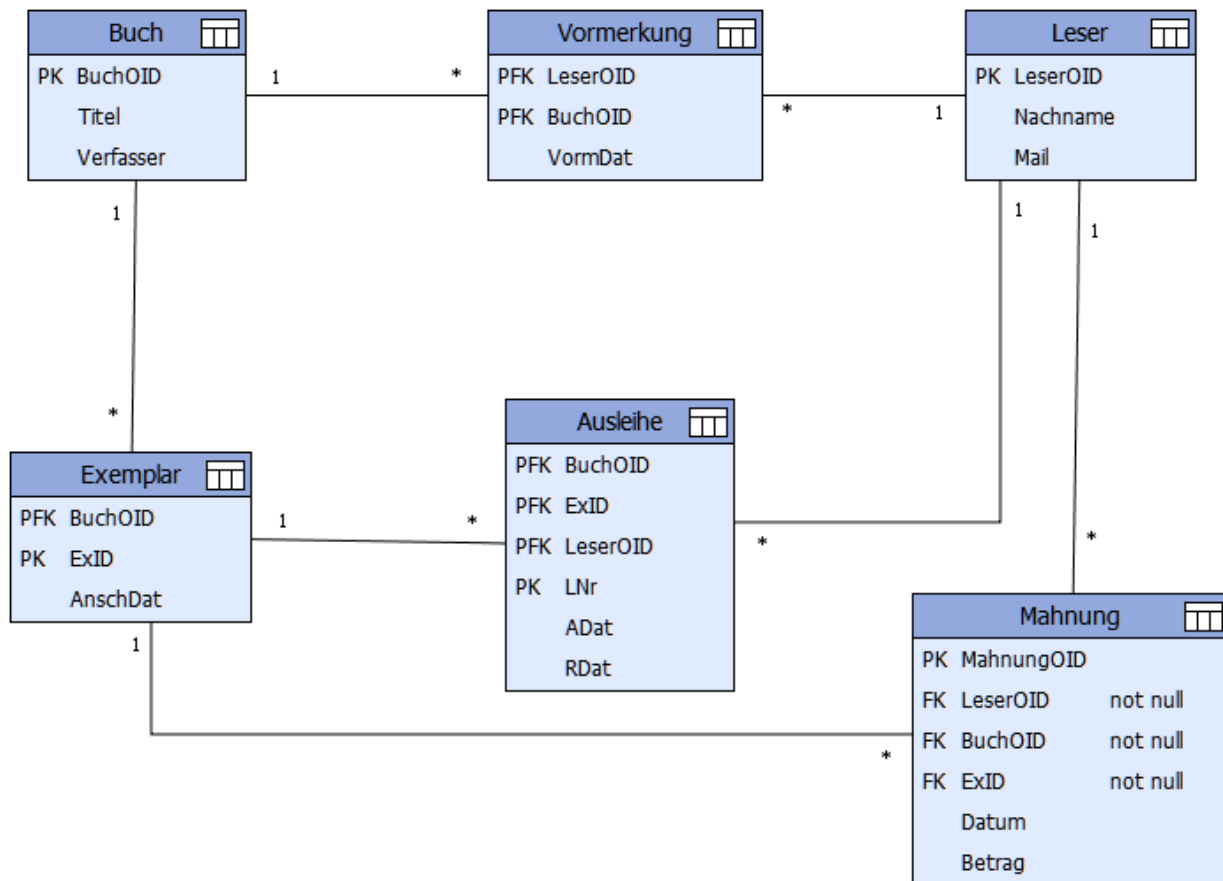 Buch
PK BuchOID
Titel
Verfasser
1
*
Vormerkung
PFK LeserOID
PFK BuchOID
VormDat
*
1
Leser
PK LeserOID
Nachname
Mail
1
*
1
1
Exemplar
PFK BuchOID
PK ExID
AnschDat
1
*
1
Ausleihe
PFK BuchOID
PFK ExID
PFK LeserOID
PK LNr
ADat
RDat
*
*
*
Mahnung
PK MahnungOID
FK LeserOID not null
FK BuchOID not null
FK ExID not null
Datum
Betrag